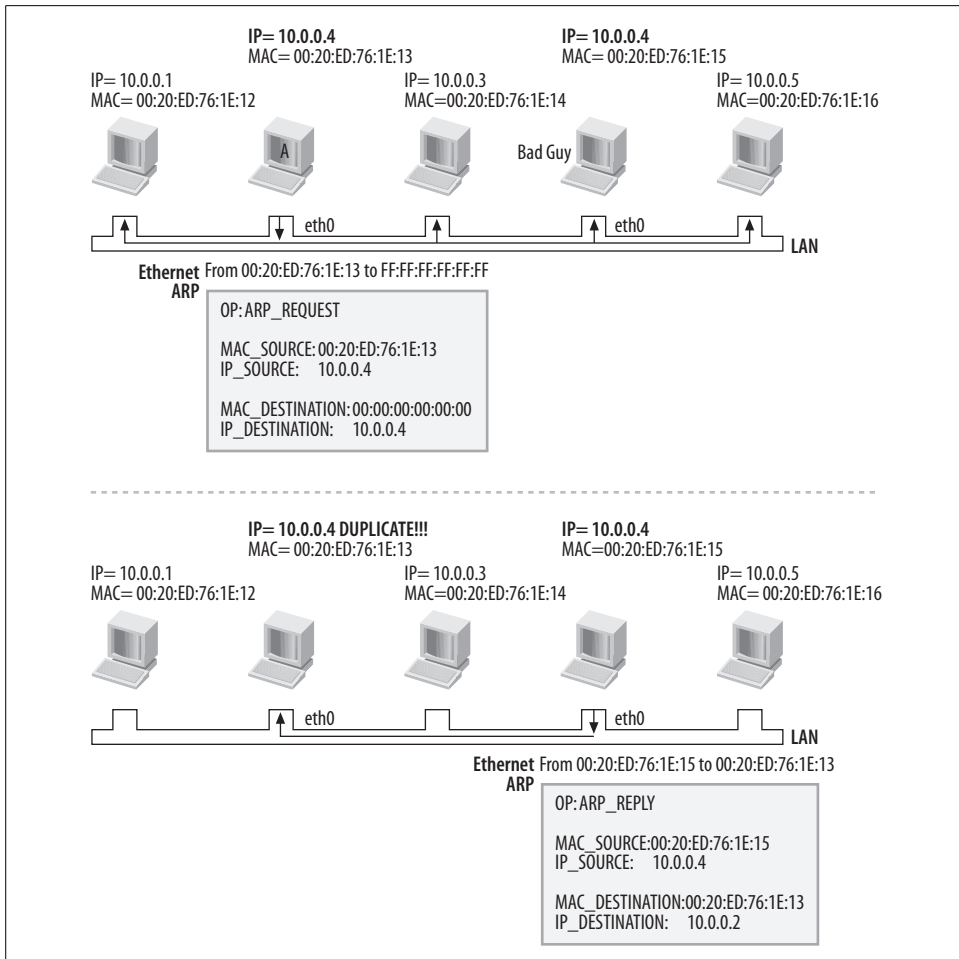 IP= 10.0.0.4
MAC= 00:20:ED:76:1E:13
IP= 10.0.0.4
MAC= 00:20:ED:76:1E:15
IP= 10.0.0.1
MAC= 00:20:ED:76:1E:12
IP= 10.0.0.3
MAC=00:20:ED:76:1E:14
IP= 10.0.0.5
MAC=00:20:ED:76:1E:16
A
Bad Guy
eth0
eth0
LAN
Ethernet From 00:20:ED:76:1E:13 to FF:FF:FF:FF:FF:FF
ARP
OP: ARP_REQUEST
MAC_SOURCE: 00:20:ED:76:1E:13
IP_SOURCE: 10.0.0.4
MAC_DESTINATION: 00:00:00:00:00:00
IP_DESTINATION: 10.0.0.4
IP= 10.0.0.4 DUPLICATE!!!
MAC= 00:20:ED:76:1E:13
IP= 10.0.0.4
MAC=00:20:ED:76:1E:15
IP= 10.0.0.1
MAC= 00:20:ED:76:1E:12
IP= 10.0.0.3
MAC=00:20:ED:76:1E:14
IP= 10.0.0.5
MAC= 00:20:ED:76:1E:16
eth0
eth0
LAN
Ethernet From 00:20:ED:76:1E:15 to 00:20:ED:76:1E:13
ARP
OP: ARP_REPLY
MAC_SOURCE:00:20:ED:76:1E:15
IP_SOURCE: 10.0.0.4
MAC_DESTINATION:00:20:ED:76:1E:13
IP_DESTINATION: 10.0.0.2